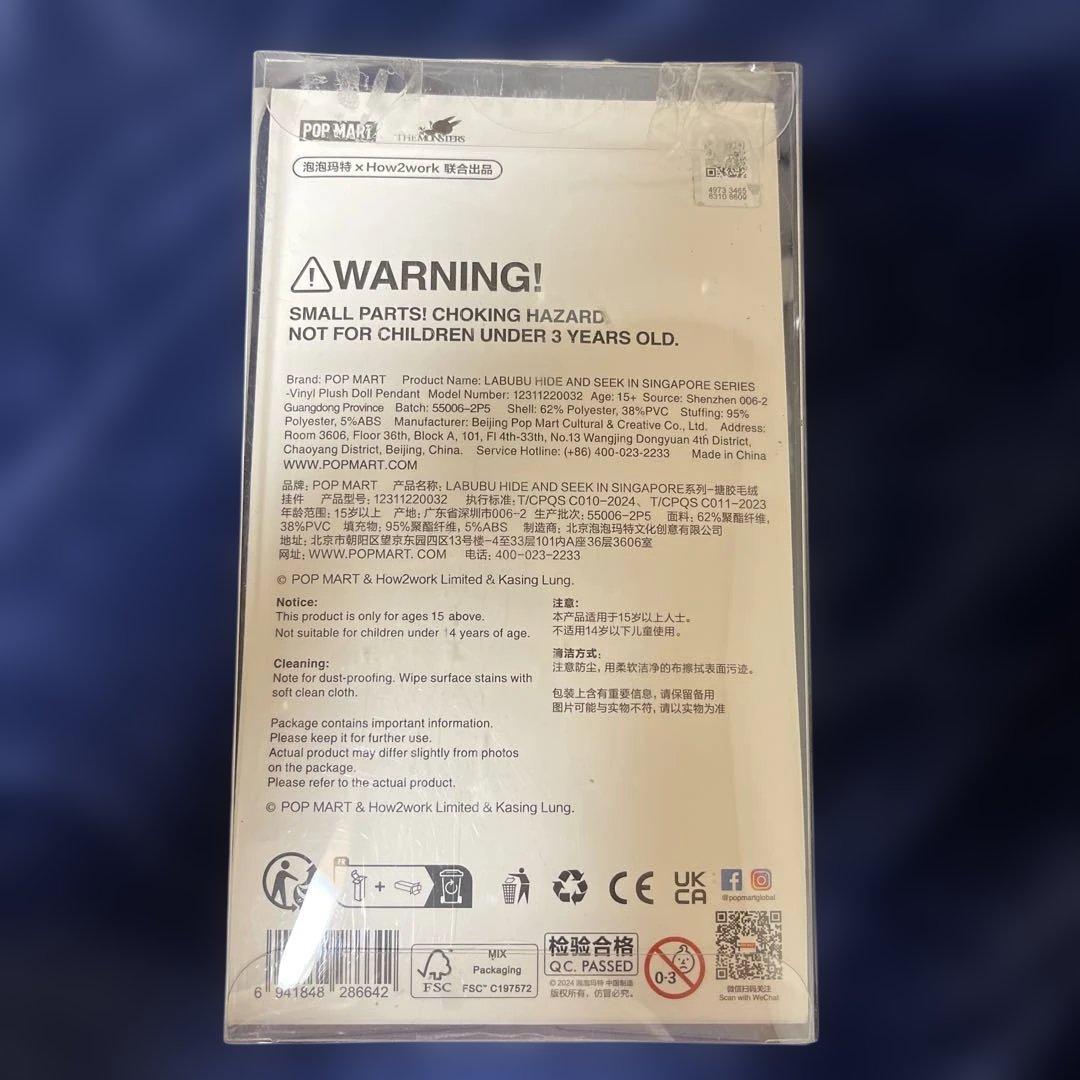 POP MART THE MONSTERS
泡泡玛特 × How2work 联合出品
4973 3465
8310 8609
WARNING!
SMALL PARTS! CHOKING HAZARD
NOT FOR CHILDREN UNDER 3 YEARS OLD.
Brand: POP MART Product Name: LABUBU HIDE AND SEEK IN SINGAPORE SERIES
-Vinyl Plush Doll Pendant Model Number: 12311220032 Age: 15+ Source: Shenzhen 006-2
Guangdong Province Batch: 55006-2P5 Shell: 62% Polyester, 38%PVC Stuffing: 95%
Polyester, 5%ABS Manufacturer: Beijing Pop Mart Cultural & Creative Co., Ltd. Address:
Room 3606, Floor 36th, Block A, 101, Fl 4th-33th, No.13 Wangjing Dongyuan 4th District,
Chaoyang District, Beijing, China. Service Hotline: (+86) 400-023-2233 Made in China
WWW.POPMART.COM
品牌: POP MART 产品名称: LABUBU HIDE AND SEEK IN SINGAPORE系列-搪胶毛绒
挂件 产品型号: 12311220032 执行标准: T/CPQS C010-2024、T/CPQS C011-2023
年龄范围: 15岁以上 产地: 广东省深圳市006-2 生产批次: 55006-2P5 面料: 62%聚酯纤维,
38%PVC 填充物: 95%聚酯纤维, 5%ABS 制造商: 北京泡泡玛特文化创意有限公司
地址: 北京市朝阳区望京东园四区13号楼-4至33层101内A座36层3606室
网址: WWW.POPMART. COM 电话: 400-023-2233
© POP MART & How2work Limited & Kasing Lung.
Notice:
This product is only for ages 15 above.
Not suitable for children under 14 years of age.
Cleaning:
Note for dust-proofing. Wipe surface stains with
soft clean cloth.
Package contains important information.
Please keep it for further use.
Actual product may differ slightly from photos
on the package.
Please refer to the actual product.
© POP MART & How2work Limited & Kasing Lung.
注意:
本产品适用于15岁以上人士。
不适用14岁以下儿童使用。
清洁方式:
注意防尘, 用柔软洁净的布擦拭表面污迹。
包装上含有重要信息, 请保留备用
图片可能与实物不符, 请以实物为准
FR
+
CE
UK
CA
@popmartglobal
6 941848 286642
FSC
MIX
Packaging
FSC™ C197572
检验合格
Q.C. PASSED
© 2024 泡泡玛特 中国制造
版权所有, 仿冒必究。
0-3
微信扫码关注
Scan with WeChat